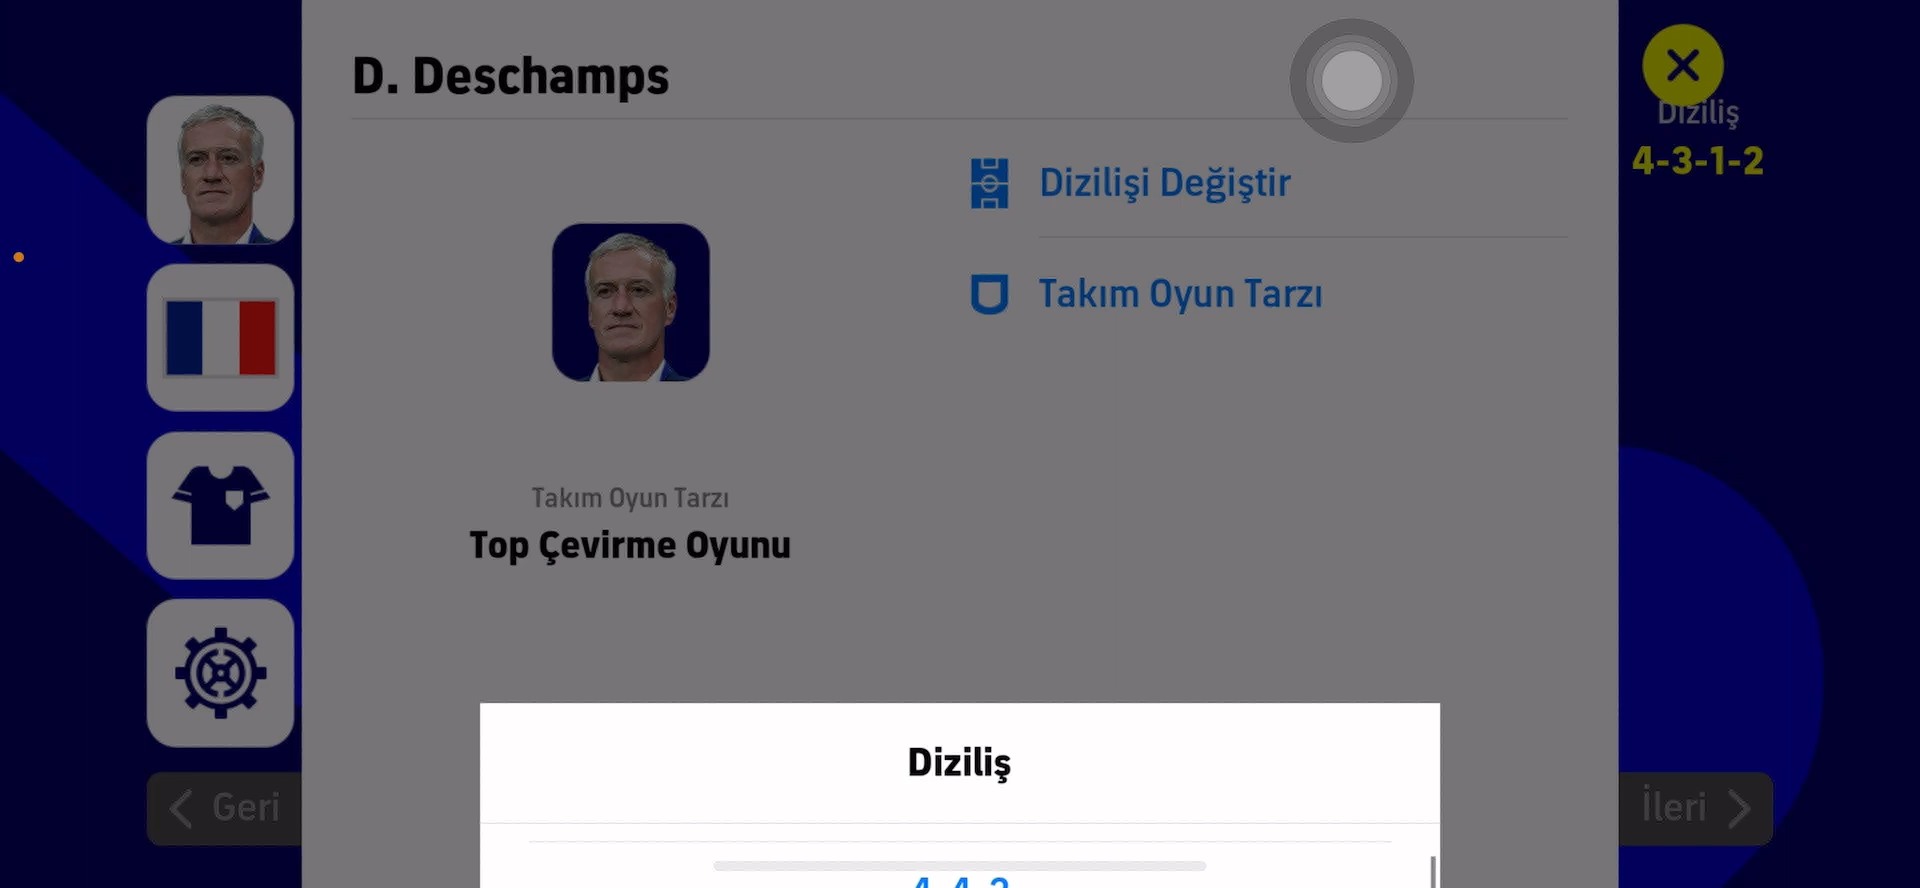 D. Deschamps
Diziliş
4-3-1-2
Dizilişi Değiştir
Takım Oyun Tarzı
Takım Oyun Tarzı
Top Çevirme Oyunu
Diziliş
Geri
İleri